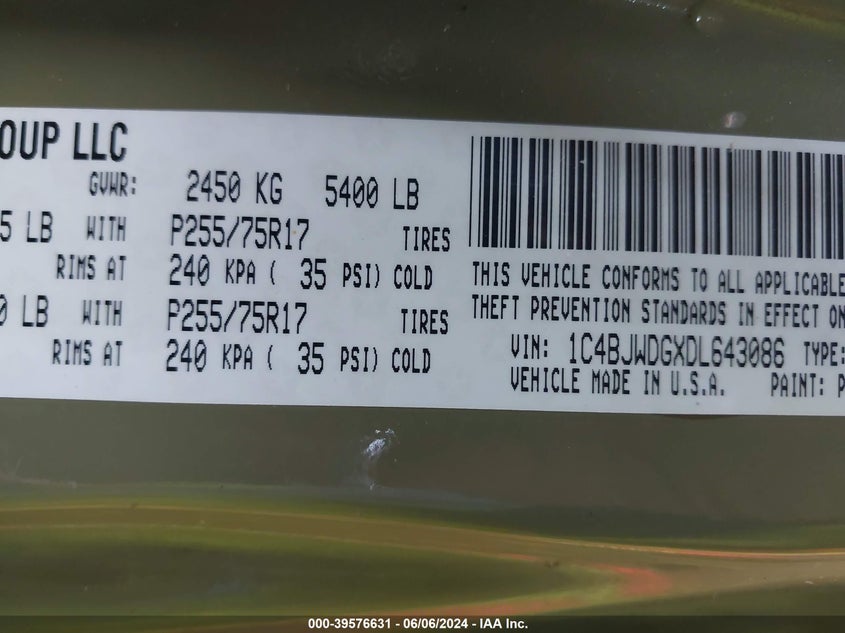 OUP LLC
GVWR: 2450 KG 5400 LB
5 LB WITH P255/75R17 TIRES
RIMS AT 240 KPA ( 35 PSI) COLD
0 LB WITH P255/75R17 TIRES
RIMS AT 240 KPA ( 35 PSI) COLD
THIS VEHICLE CONFORMS TO ALL APPLICABLE
THEFT PREVENTION STANDARDS IN EFFECT ON
VIN: 1C4BJWDGXDL643086 TYPE:
VEHICLE MADE IN U.S.A. PAINT: P
000-39576631 - 06/06/2024 - IAA Inc.